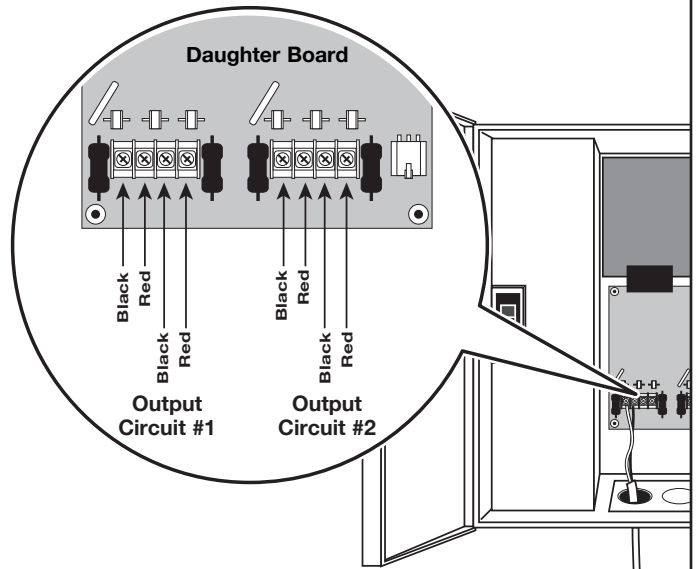 Daughter Board
Black
Red
Black
Red
Black
Red
Black
Red
Output
Circuit #1
Output
Circuit #2